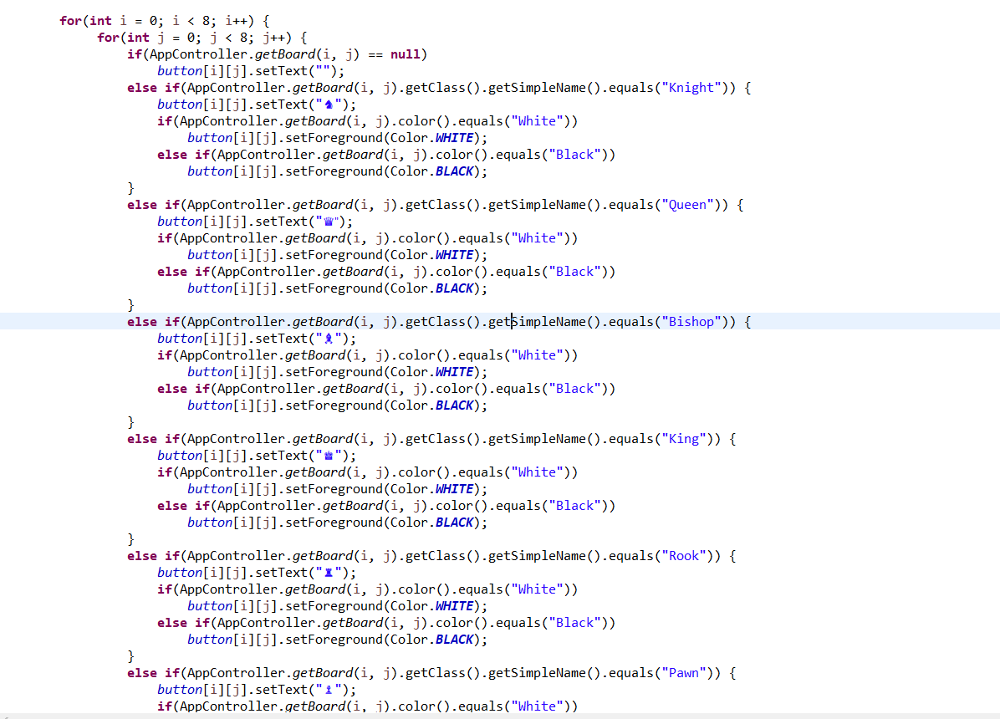 for(int i = 0; i < 8; i++) {
for(int j = 0; j < 8; j++) {
if(AppController.getBoard(i, j) == null)
button[i][j].setText("");
else if(AppController.getBoard(i, j).getClass().getSimpleName().equals("Knight")) {
button[i][j].setText("♞");
if(AppController.getBoard(i, j).color().equals("White"))
button[i][j].setForeground(Color.WHITE);
else if(AppController.getBoard(i, j).color().equals("Black"))
button[i][j].setForeground(Color.BLACK);
}
else if(AppController.getBoard(i, j).getClass().getSimpleName().equals("Queen")) {
button[i][j].setText("♛");
if(AppController.getBoard(i, j).color().equals("White"))
button[i][j].setForeground(Color.WHITE);
else if(AppController.getBoard(i, j).color().equals("Black"))
button[i][j].setForeground(Color.BLACK);
}
else if(AppController.getBoard(i, j).getClass().getSimpleName().equals("Bishop")) {
button[i][j].setText("♝");
if(AppController.getBoard(i, j).color().equals("White"))
button[i][j].setForeground(Color.WHITE);
else if(AppController.getBoard(i, j).color().equals("Black"))
button[i][j].setForeground(Color.BLACK);
}
else if(AppController.getBoard(i, j).getClass().getSimpleName().equals("King")) {
button[i][j].setText("♚");
if(AppController.getBoard(i, j).color().equals("White"))
button[i][j].setForeground(Color.WHITE);
else if(AppController.getBoard(i, j).color().equals("Black"))
button[i][j].setForeground(Color.BLACK);
}
else if(AppController.getBoard(i, j).getClass().getSimpleName().equals("Rook")) {
button[i][j].setText("♜");
if(AppController.getBoard(i, j).color().equals("White"))
button[i][j].setForeground(Color.WHITE);
else if(AppController.getBoard(i, j).color().equals("Black"))
button[i][j].setForeground(Color.BLACK);
}
else if(AppController.getBoard(i, j).getClass().getSimpleName().equals("Pawn")) {
button[i][j].setText("♝");
if(AppController.getBoard(i, j).color().equals("White"))